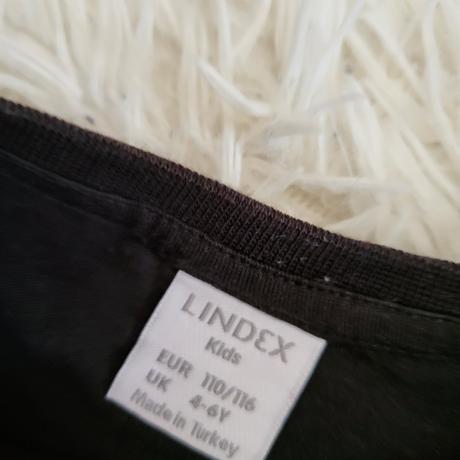 LINDEX
Kids
EUR 110/116
UK 4-6Y
Made in Turkey